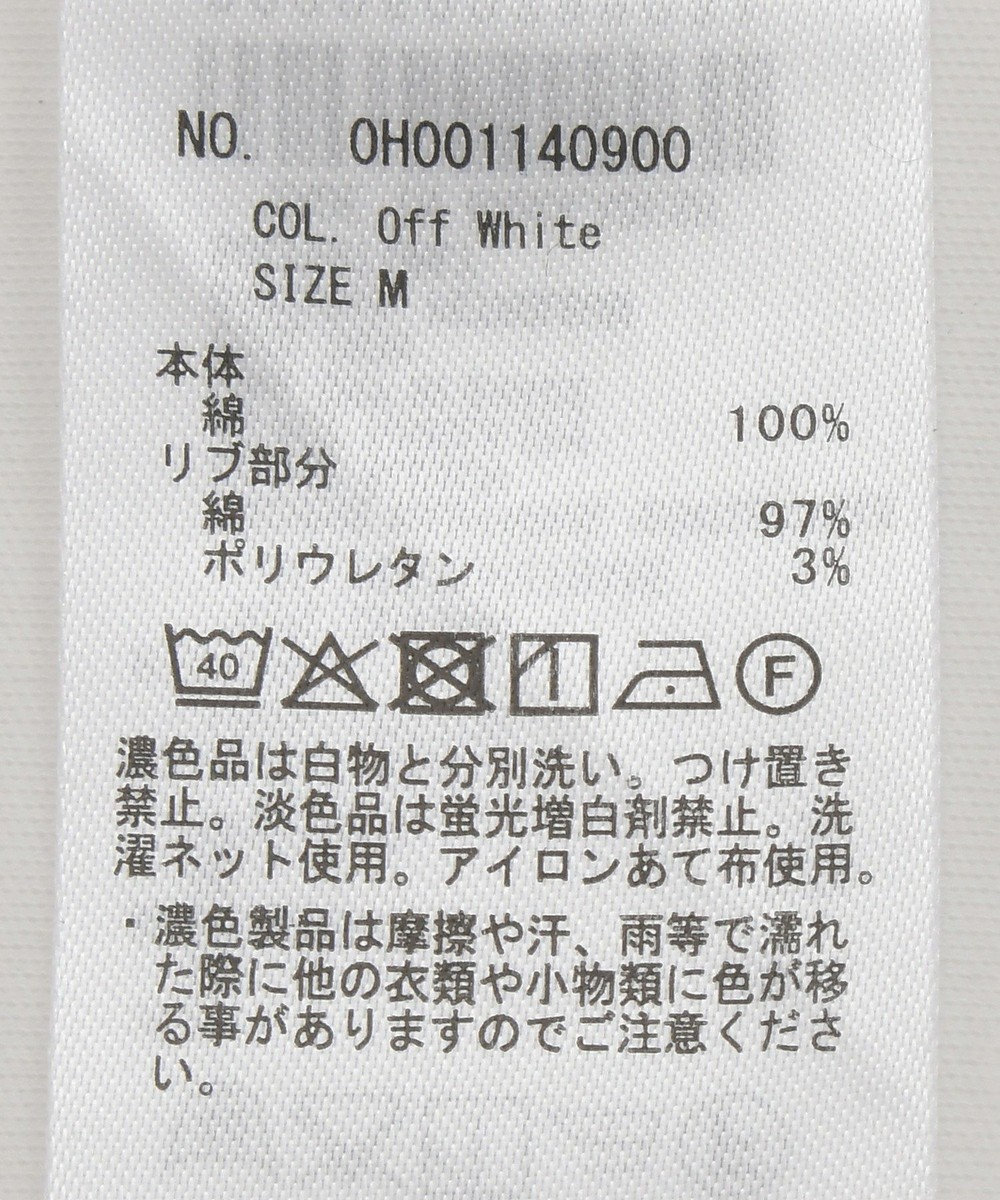 NO. 0H001140900
COL. Off White
SIZE M
本体
綿 100%
リブ部分
綿 97%
ポリウレタン 3%
40 F
濃色品は白物と分別洗い。つけ置き
禁止。淡色品は蛍光増白剤禁止。洗
濯ネット使用。アイロンあて布使用。
・濃色製品は摩擦や汗、雨等で濡れ
た際に他の衣類や小物類に色が移
る事がありますのでご注意くださ
い。